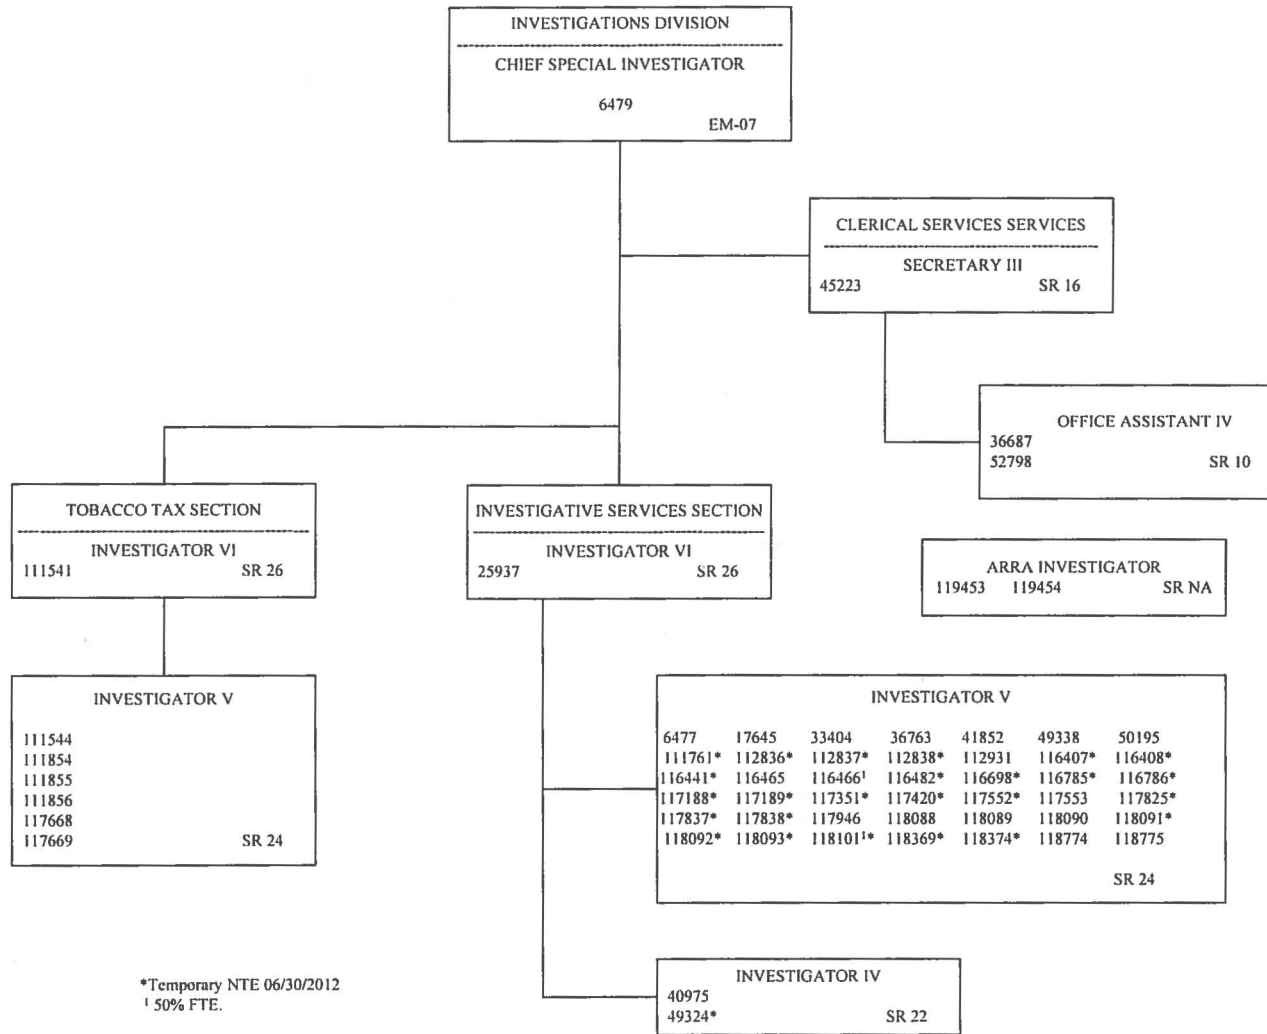 INVESTIGATIONS DIVISION
CHIEF SPECIAL INVESTIGATOR
6479
EM-07
CLERICAL SERVICES SERVICES
SECRETARY III
45223 SR 16
OFFICE ASSISTANT IV
36687
52798 SR 10
TOBACCO TAX SECTION
INVESTIGATOR VI
111541 SR 26
INVESTIGATIVE SERVICES SECTION
INVESTIGATOR VI
25937 SR 26
ARRA INVESTIGATOR
119453 119454 SR NA
INVESTIGATOR V
111544
111854
111855
111856
117668
117669 SR 24
INVESTIGATOR V
6477 17645 33404 36763 41852 49338 50195
111761* 112836* 112837* 112838* 112931 116407* 116408*
116441* 116465 116466¹ 116482* 116698* 116785* 116786*
117188* 117189* 117351* 117420* 117552* 117553 117825*
117837* 117838* 117946 118088 118089 118090 118091*
118092* 118093* 118101¹* 118369* 118374* 118774 118775
SR 24
INVESTIGATOR IV
40975
49324* SR 22
*Temporary NTE 06/30/2012
¹ 50% FTE.